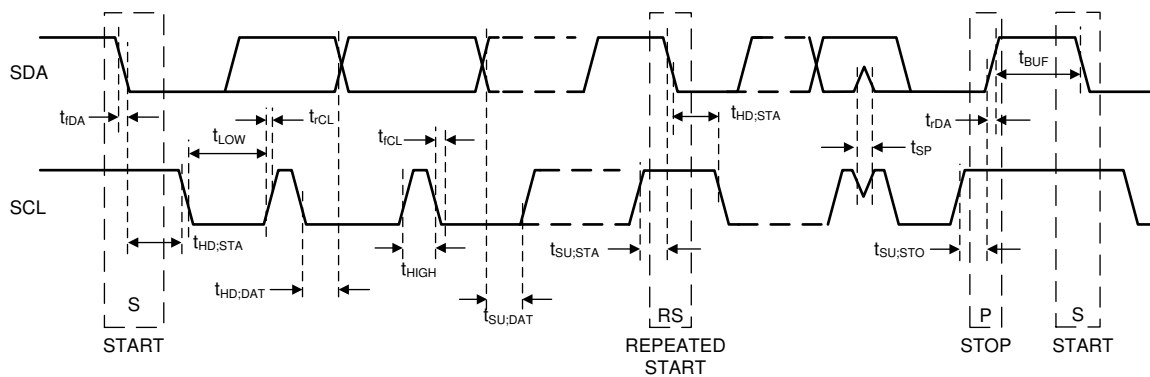 SDA
t_BUF
t_fDA
t_LOW
t_rCL
t_fCL
t_HD;STA
t_SP
t_rDA
SCL
t_HD;STA
t_HD;DAT
t_HIGH
t_SU;DAT
t_SU;STA
t_SU;STO
S
RS
P
S
START
REPEATED
START
STOP
START